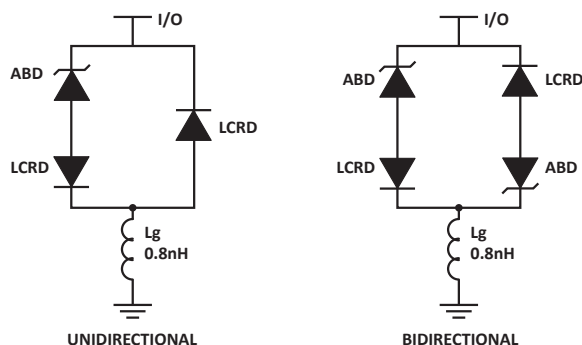 I/O
ABD
LCRD
LCRD
Lg
0.8nH
UNIDIRECTIONAL
I/O
ABD
LCRD
LCRD
ABD
Lg
0.8nH
BIDIRECTIONAL